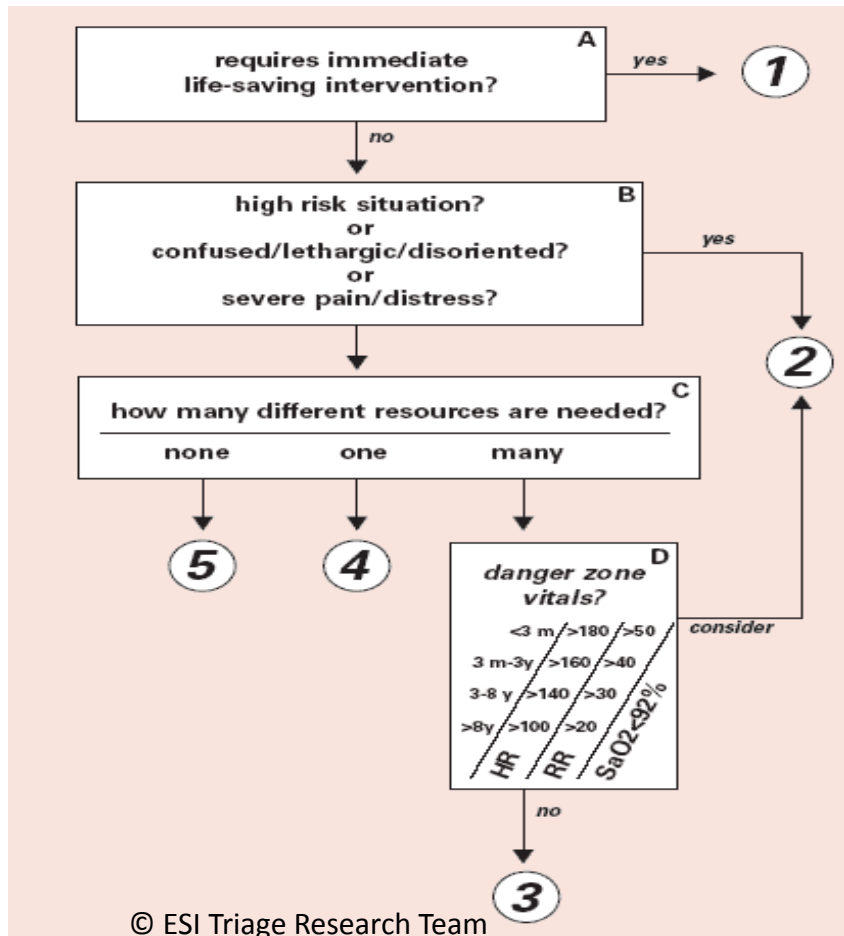 A
requires immediate
life-saving intervention?
yes
1
no
B
high risk situation?
or
confused/lethargic/disoriented?
or
severe pain/distress?
yes
2
C
how many different resources are needed?
none one many
5
4
D
danger zone
vitals?
<3 m >180 >50
3 m-3y >160 >40
3-8 y >140 >30
>8y >100 >20
HR RR SaO2<92%
consider
no
3
© ESI Triage Research Team